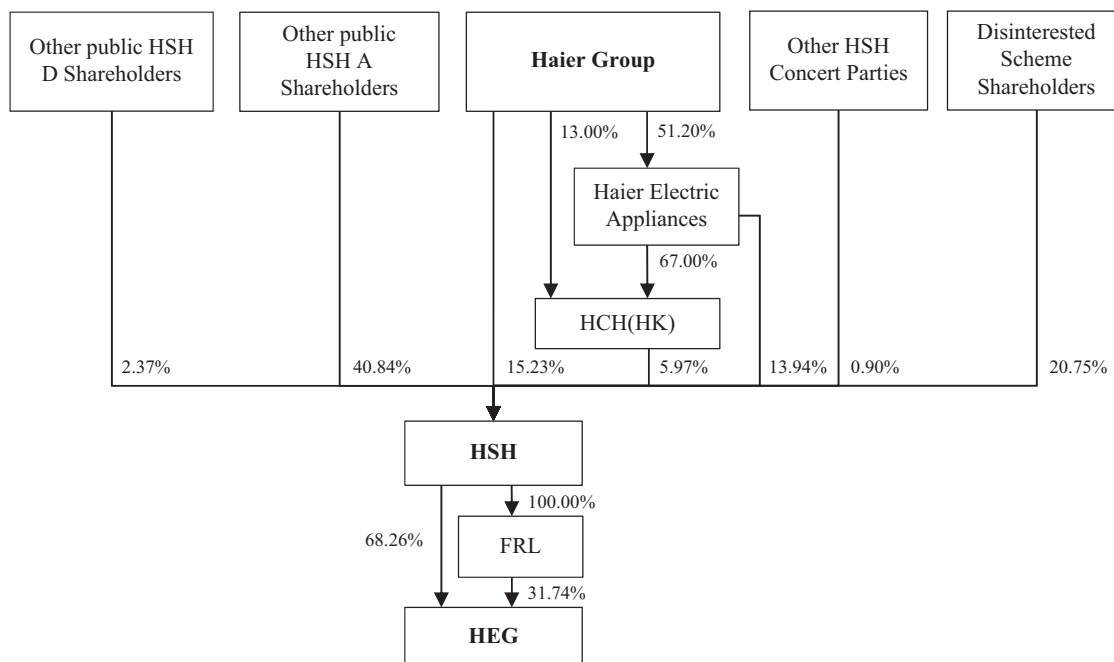 Other public HSH
D Shareholders
Other public
HSH A
Shareholders
Haier Group
Other HSH
Concert Parties
Disinterested
Scheme
Shareholders
13.00%
51.20%
Haier Electric
Appliances
67.00%
HCH(HK)
2.37%
40.84%
15.23%
5.97%
13.94%
0.90%
20.75%
HSH
100.00%
68.26%
FRL
31.74%
HEG